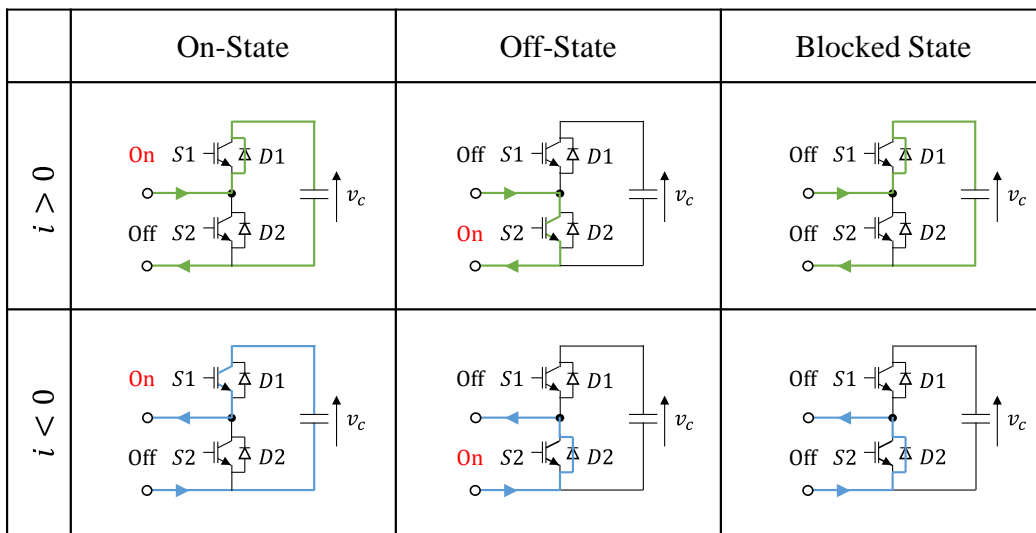 On-State Off-State Blocked State
i > 0
On S1 D1
v_c
Off S2 D2
Off S1 D1
v_c
On S2 D2
Off S1 D1
v_c
Off S2 D2
i < 0
On S1 D1
v_c
Off S2 D2
Off S1 D1
v_c
On S2 D2
Off S1 D1
v_c
Off S2 D2